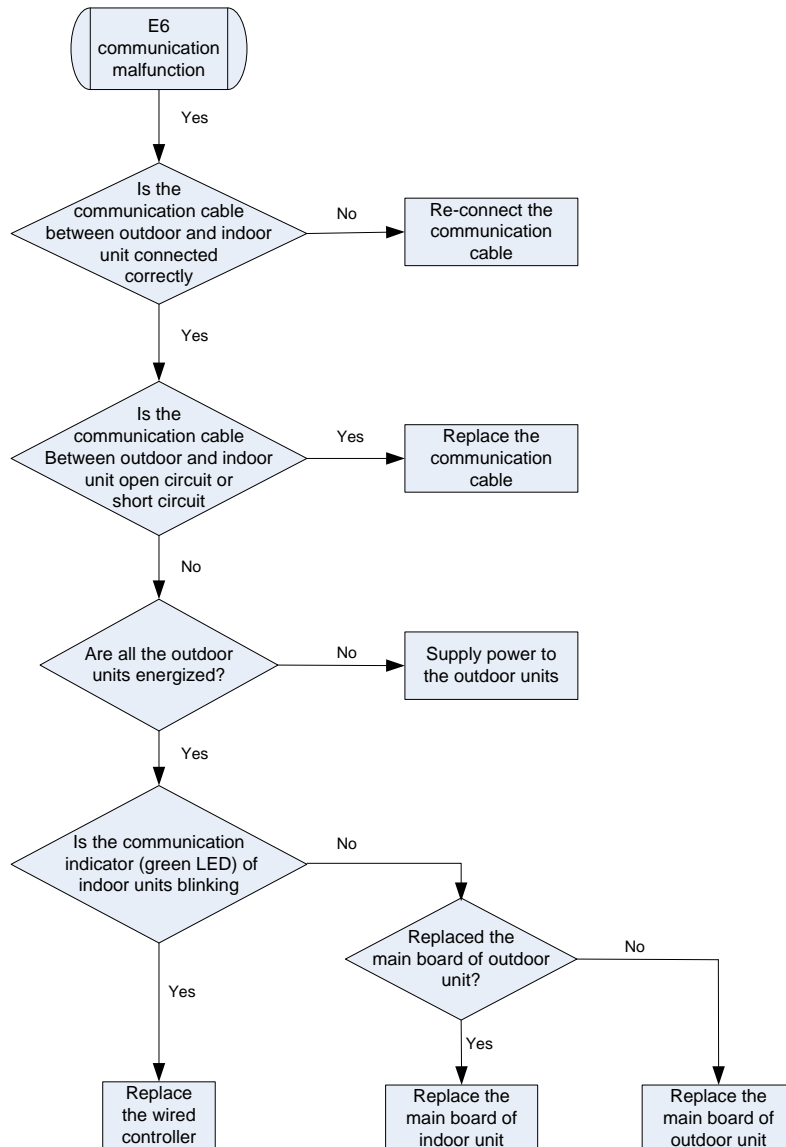 E6
communication
malfunction
Yes
Is the
communication cable
between outdoor and indoor
unit connected
correctly
No
Re-connect the
communication
cable
Yes
Is the
communication cable
Between outdoor and indoor
unit open circuit or
short circuit
Yes
Replace the
communication
cable
No
Are all the outdoor
units energized?
No
Supply power to
the outdoor units
Yes
Is the communication
indicator (green LED) of
indoor units blinking
No
Replaced the
main board of outdoor
unit?
No
Yes
Yes
Replace
the wired
controller
Replace the
main board of
indoor unit
Replace the
main board of
outdoor unit